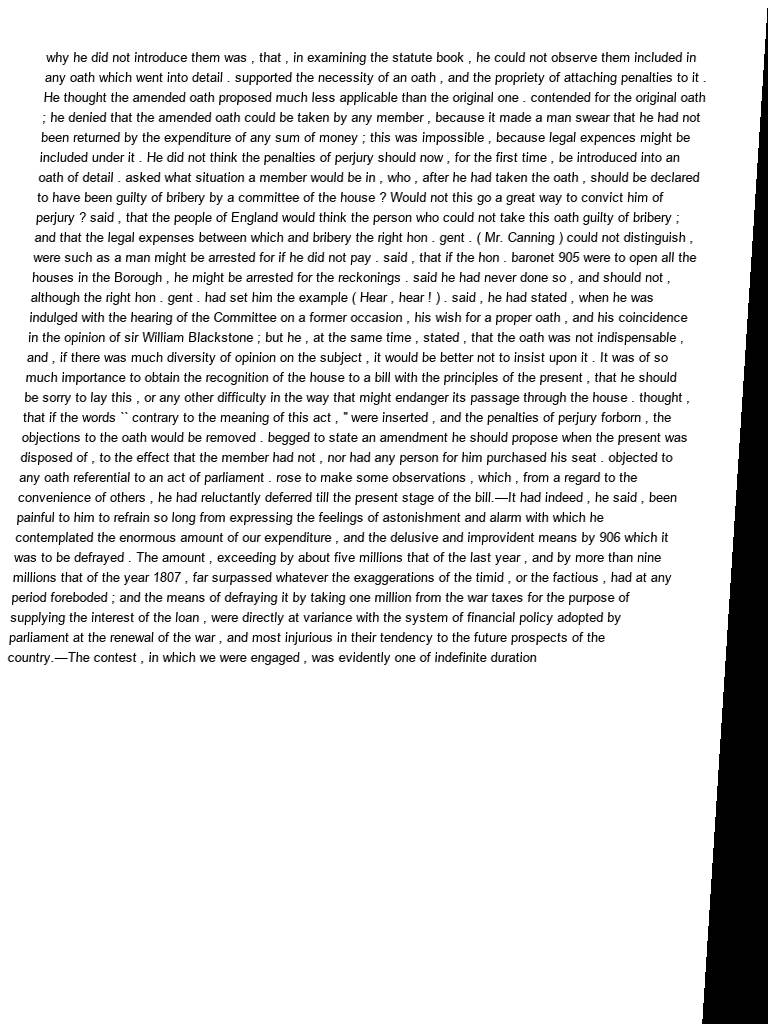 why he did not introduce them was , that , in examining the statute book , he could not observe them included in
any oath which went into detail . supported the necessity of an oath , and the propriety of attaching penalties to it .
He thought the amended oath proposed much less applicable than the original one . contended for the original oath
; he denied that the amended oath could be taken by any member , because it made a man swear that he had not
been returned by the expenditure of any sum of money ; this was impossible , because legal expences might be
included under it . He did not think the penalties of perjury should now , for the first time , be introduced into an
oath of detail . asked what situation a member would be in , who , after he had taken the oath , should be declared
to have been guilty of bribery by a committee of the house ? Would not this go a great way to convict him of
perjury ? said , that the people of England would think the person who could not take this oath guilty of bribery ;
and that the legal expenses between which and bribery the right hon . gent . ( Mr. Canning ) could not distinguish ,
were such as a man might be arrested for if he did not pay . said , that if the hon . baronet 905 were to open all the
houses in the Borough , he might be arrested for the reckonings . said he had never done so , and should not ,
although the right hon . gent . had set him the example ( Hear , hear ! ) . said , he had stated , when he was
indulged with the hearing of the Committee on a former occasion , his wish for a proper oath , and his coincidence
in the opinion of sir William Blackstone ; but he , at the same time , stated , that the oath was not indispensable ,
and , if there was much diversity of opinion on the subject , it would be better not to insist upon it . It was of so
much importance to obtain the recognition of the house to a bill with the principles of the present , that he should
be sorry to lay this , or any other difficulty in the way that might endanger its passage through the house . thought ,
that if the words `` contrary to the meaning of this act , '' were inserted , and the penalties of perjury forborn , the
objections to the oath would be removed . begged to state an amendment he should propose when the present was
disposed of , to the effect that the member had not , nor had any person for him purchased his seat . objected to
any oath referential to an act of parliament . rose to make some observations , which , from a regard to the
convenience of others , he had reluctantly deferred till the present stage of the bill.—It had indeed , he said , been
painful to him to refrain so long from expressing the feelings of astonishment and alarm with which he
contemplated the enormous amount of our expenditure , and the delusive and improvident means by 906 which it
was to be defrayed . The amount , exceeding by about five millions that of the last year , and by more than nine
millions that of the year 1807 , far surpassed whatever the exaggerations of the timid , or the factious , had at any
period foreboded ; and the means of defraying it by taking one million from the war taxes for the purpose of
supplying the interest of the loan , were directly at variance with the system of financial policy adopted by
parliament at the renewal of the war , and most injurious in their tendency to the future prospects of the
country.—The contest , in which we were engaged , was evidently one of indefinite duration